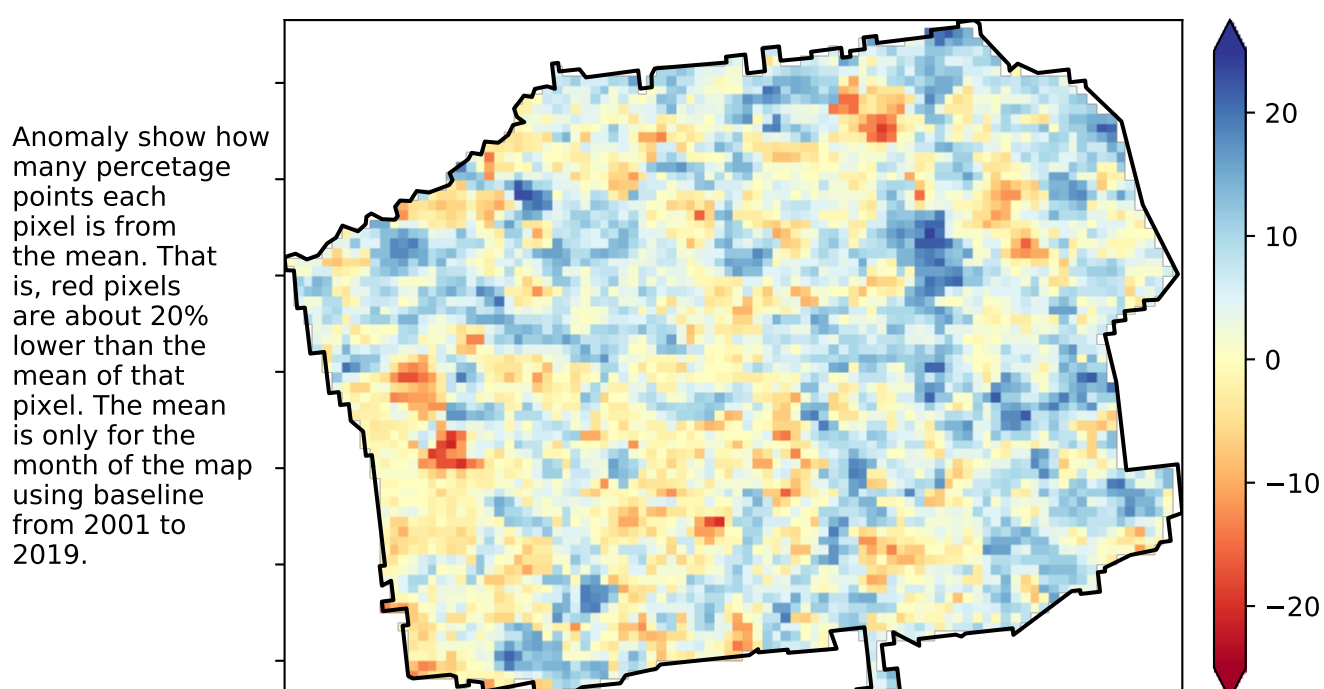 Anomaly show how
many percetage
points each
pixel is from
the mean. That
is, red pixels
are about 20%
lower than the
mean of that
pixel. The mean
is only for the
month of the map
using baseline
from 2001 to
2019.
20
10
0
−10
−20